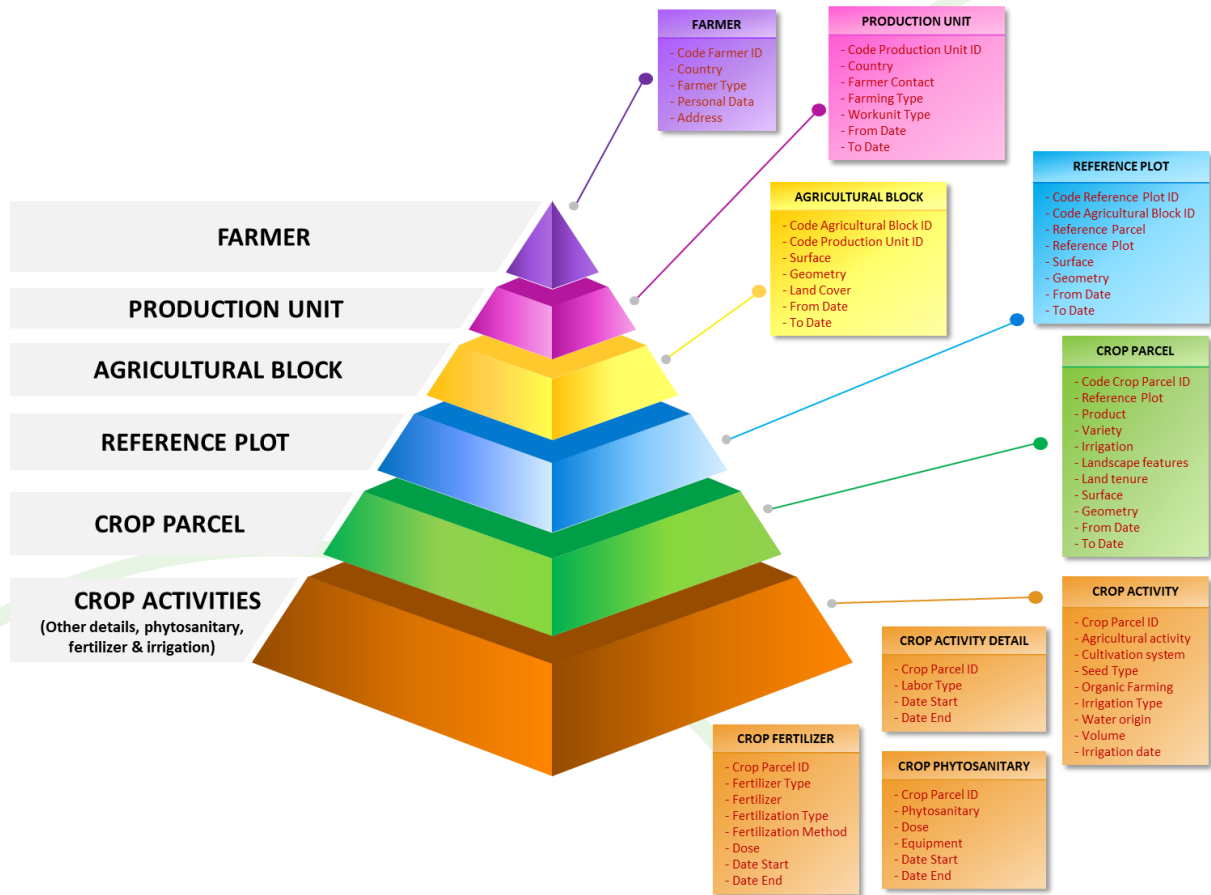 FARMER
PRODUCTION UNIT
AGRICULTURAL BLOCK
REFERENCE PLOT
CROP PARCEL
CROP ACTIVITIES
(Other details, phytosanitary,
fertilizer & irrigation)
FARMER
- Code Farmer ID
- Country
- Farmer Type
- Personal Data
- Address
PRODUCTION UNIT
- Code Production Unit ID
- Country
- Farmer Contact
- Farming Type
- Workunit Type
- From Date
- To Date
AGRICULTURAL BLOCK
- Code Agricultural Block ID
- Code Production Unit ID
- Surface
- Geometry
- Land Cover
- From Date
- To Date
REFERENCE PLOT
- Code Reference Plot ID
- Code Agricultural Block ID
- Reference Parcel
- Reference Plot
- Surface
- Geometry
- From Date
- To Date
CROP PARCEL
- Code Crop Parcel ID
- Reference Plot
- Product
- Variety
- Irrigation
- Landscape features
- Land tenure
- Surface
- Geometry
- From Date
- To Date
CROP ACTIVITY
- Crop Parcel ID
- Agricultural activity
- Cultivation system
- Seed Type
- Organic Farming
- Irrigation Type
- Water origin
- Volume
- Irrigation date
CROP ACTIVITY DETAIL
- Crop Parcel ID
- Labor Type
- Date Start
- Date End
CROP FERTILIZER
- Crop Parcel ID
- Fertilizer Type
- Fertilizer
- Fertilization Type
- Fertilization Method
- Dose
- Date Start
- Date End
CROP PHYTOSANITARY
- Crop Parcel ID
- Phytosanitary
- Dose
- Equipment
- Date Start
- Date End